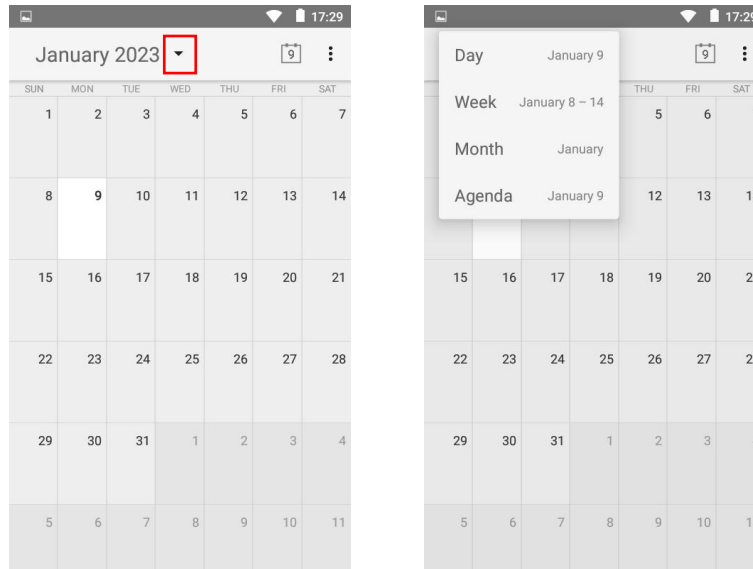 17:29
January 2023
9
SUN MON TUE WED THU FRI SAT
1 2 3 4 5 6 7
8 9 10 11 12 13 14
15 16 17 18 19 20 21
22 23 24 25 26 27 28
29 30 31 1 2 3 4
5 6 7 8 9 10 11
17:29
9
Day January 9
Week January 8 – 14
Month January
Agenda January 9
THU FRI SAT
5 6
12 13 1
15 16 17 18 19 20 2
22 23 24 25 26 27 2
29 30 31 1 2 3
5 6 7 8 9 10 1